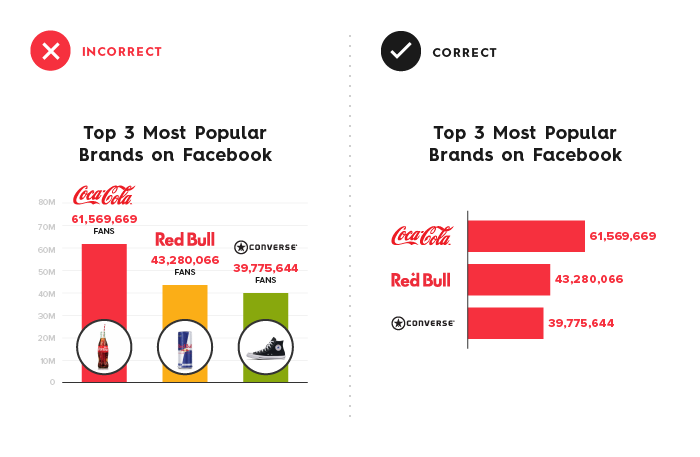 INCORRECT
Top 3 Most Popular
Brands on Facebook
80M
70M
60M
50M
40M
30M
20M
10M
0
Coca-Cola
61,569,669
FANS
Red Bull
43,280,066
FANS
CONVERSE
39,775,644
FANS
CORRECT
Top 3 Most Popular
Brands on Facebook
Coca-Cola 61,569,669
Red Bull 43,280,066
CONVERSE 39,775,644